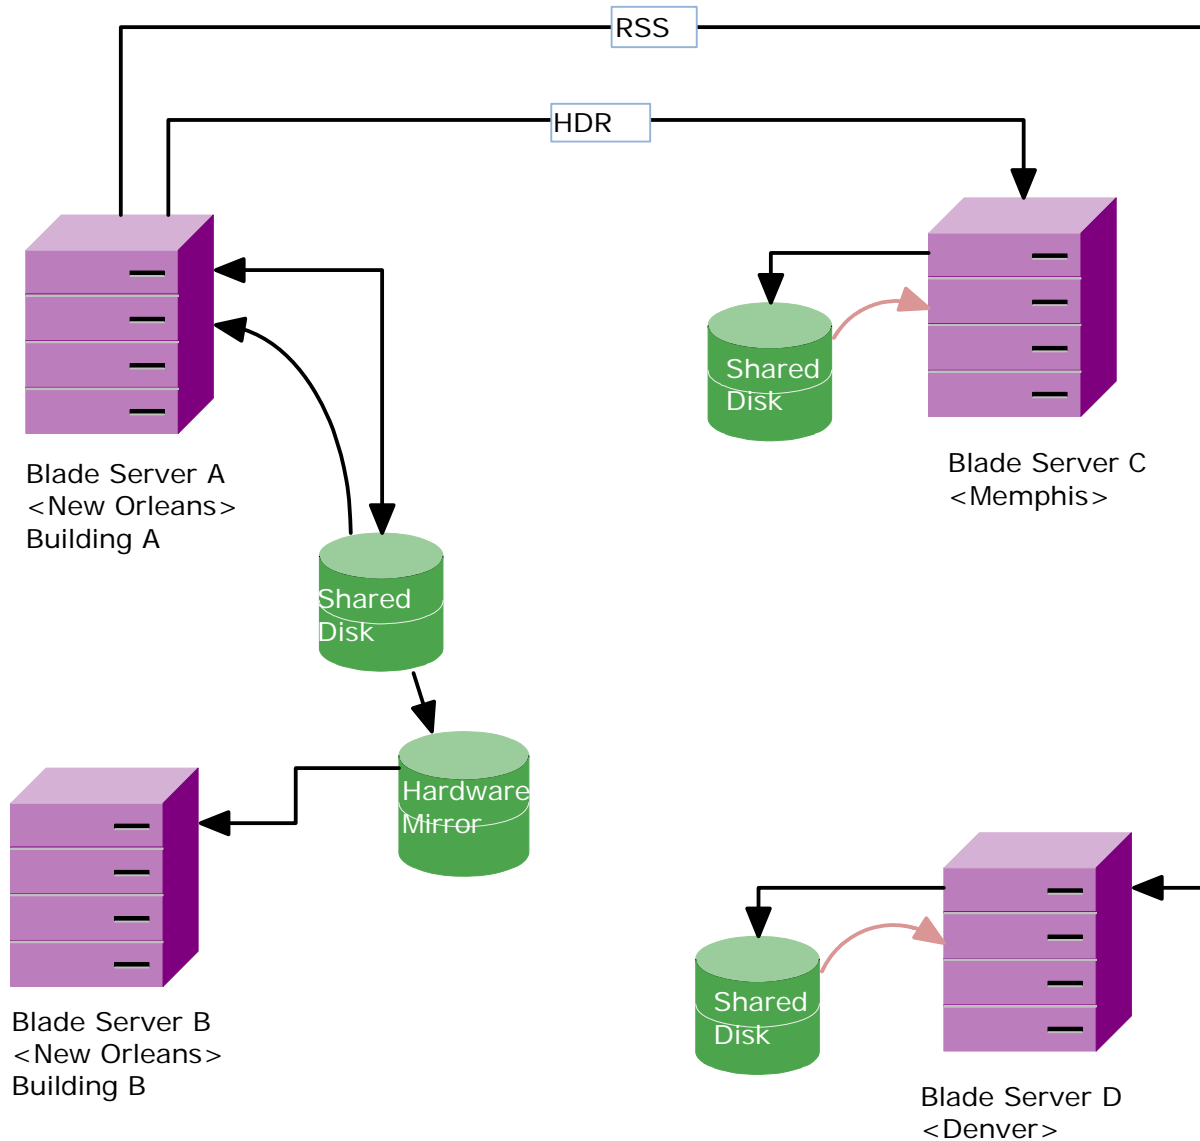 RSS
HDR
Shared
Disk
Blade Server A
<New Orleans>
Building A
Blade Server C
<Memphis>
Shared
Disk
Hardware
Mirror
Blade Server B
<New Orleans>
Building B
Shared
Disk
Blade Server D
<Denver>